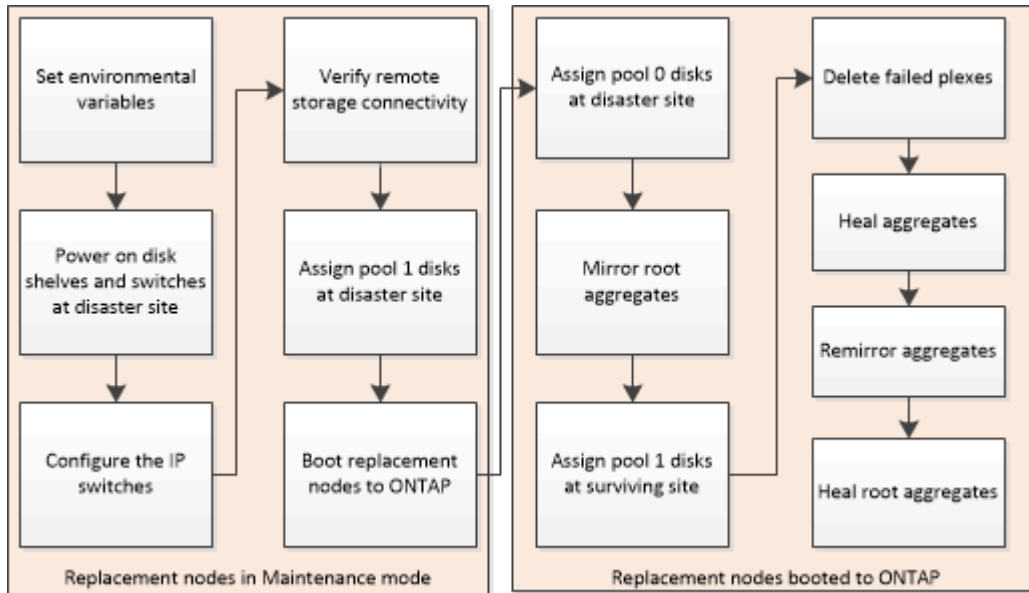 Set environmental
variables
Power on disk
shelves and switches
at disaster site
Configure the IP
switches
Verify remote
storage connectivity
Assign pool 1 disks
at disaster site
Boot replacement
nodes to ONTAP
Replacement nodes in Maintenance mode
Assign pool 0 disks
at disaster site
Mirror root
aggregates
Assign pool 1 disks
at surviving site
Delete failed plexes
Heal aggregates
Remirror aggregates
Heal root aggregates
Replacement nodes booted to ONTAP